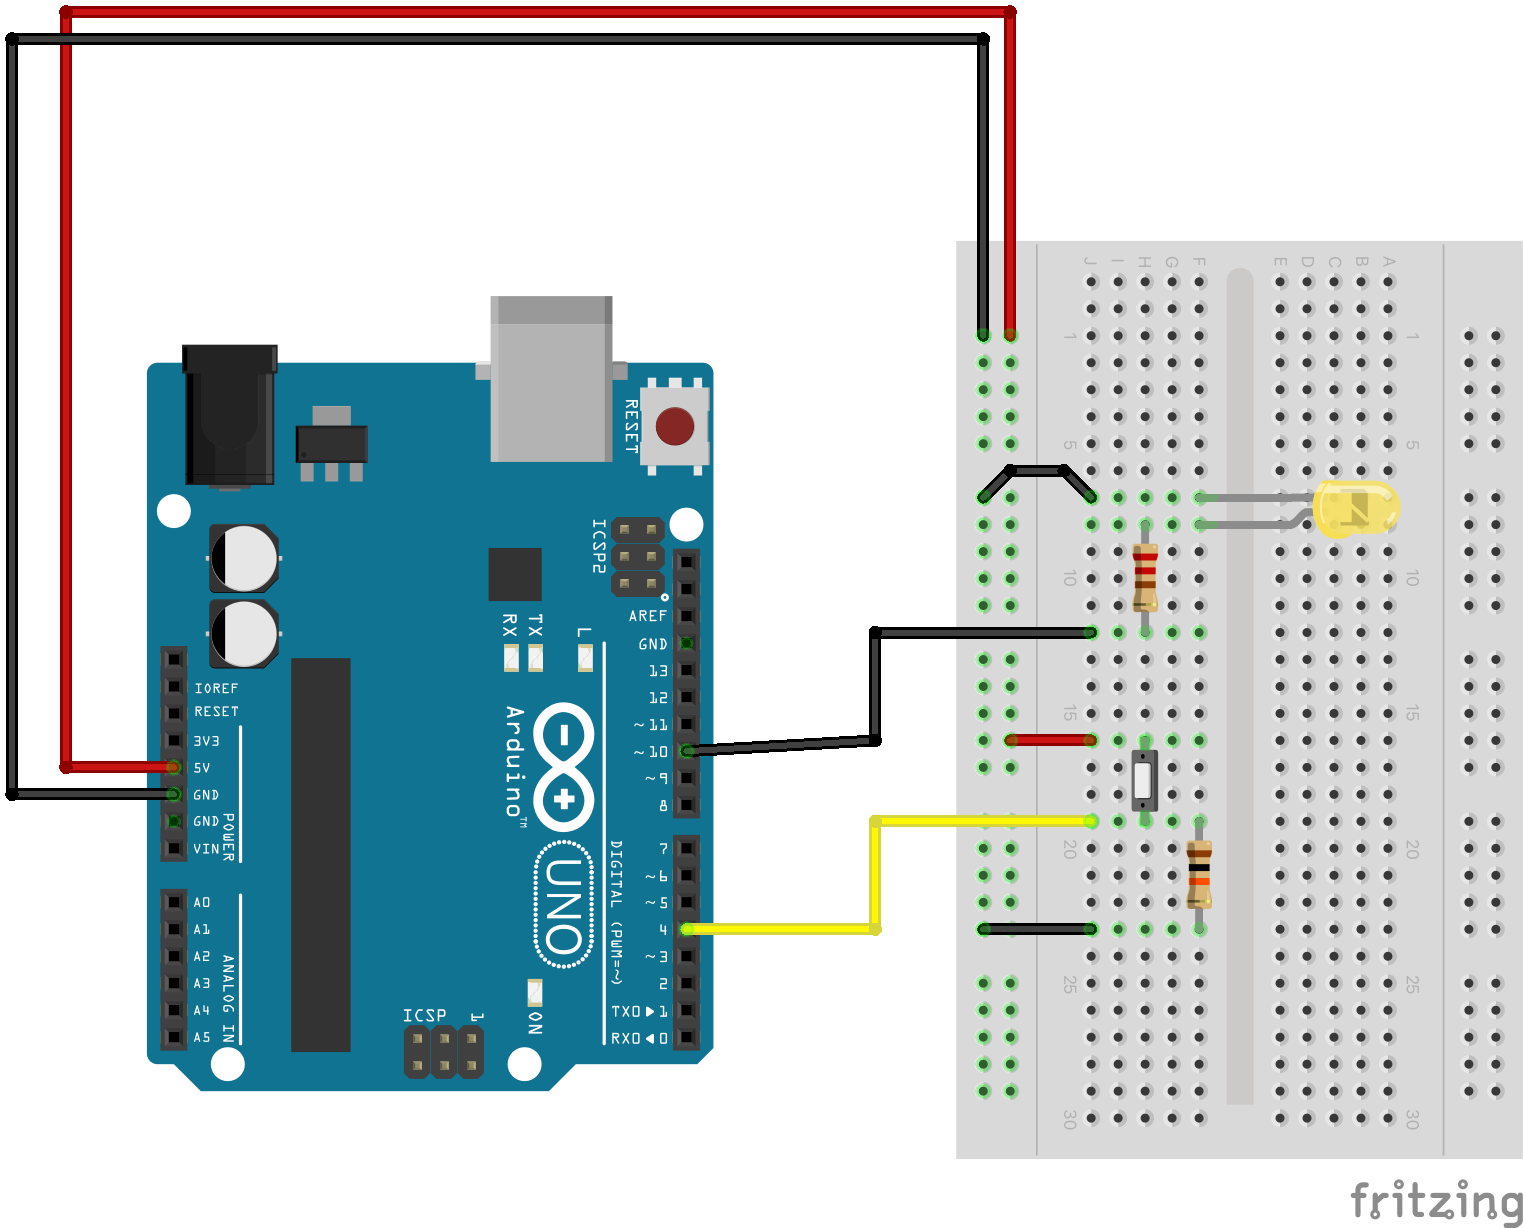 J I H G F E D C B A
1 1
5 5
10 10
15 15
20 20
25 25
30 30
RESET
ICSP2
AREF
GND
13
12
~11
~10
~9
8
7
~6
~5
4
~3
2
TX0▶1
RX0◀0
DIGITAL (PWM=~)
RX
TX
L
Arduino™
UNO
IOREF
RESET
3V3
5V
GND
GND
VIN
POWER
A0
A1
A2
A3
A4
A5
ANALOG IN
ICSP
1
ON
fritzing